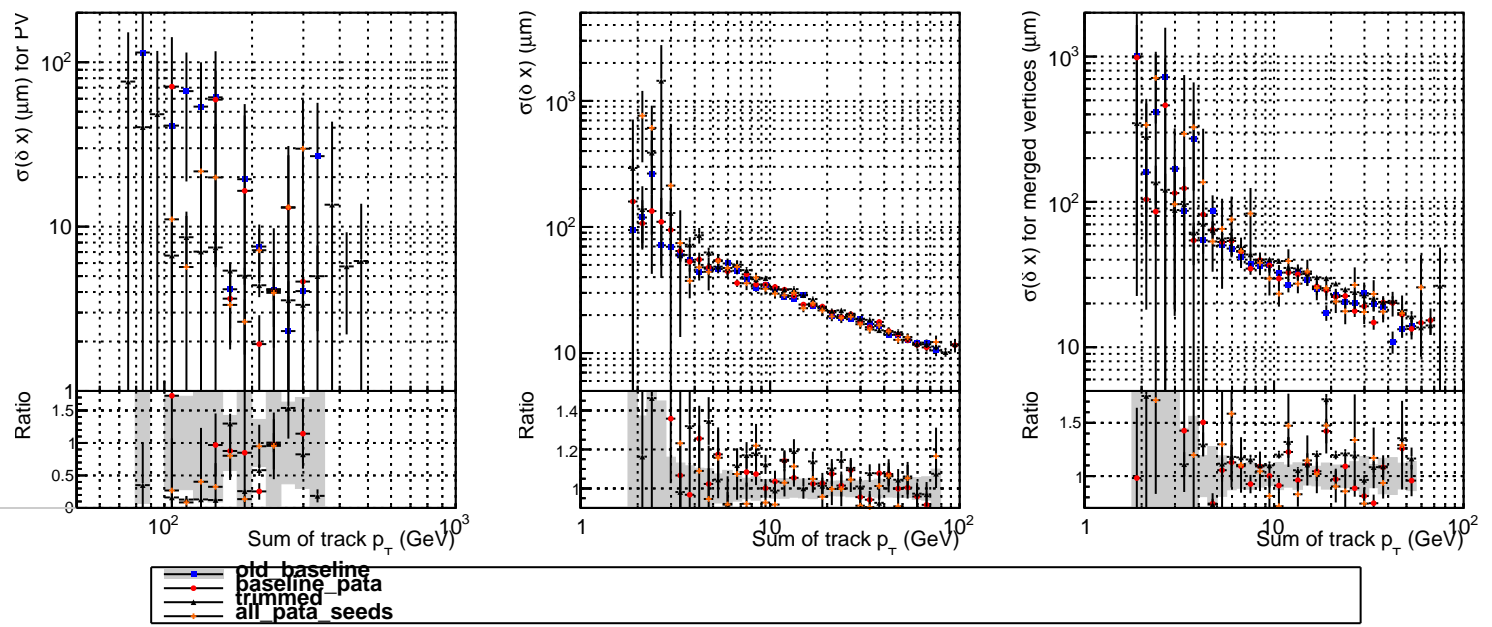 σ(δ x) (μm) for PV
10²
10
1
Ratio
1
1.5
1
0.5
0
10²
10³
Sum of track p_T (GeV)
σ(δ x) (μm)
10³
10²
10
Ratio
1.4
1.2
1
1
10
10²
Sum of track p_T (GeV)
σ(δ x) for merged vertices (μm)
10³
10²
10
Ratio
1.5
1
1
10
10²
Sum of track p_T (GeV)
old_baseline
baseline_pata
trimmed
all_pata_seeds